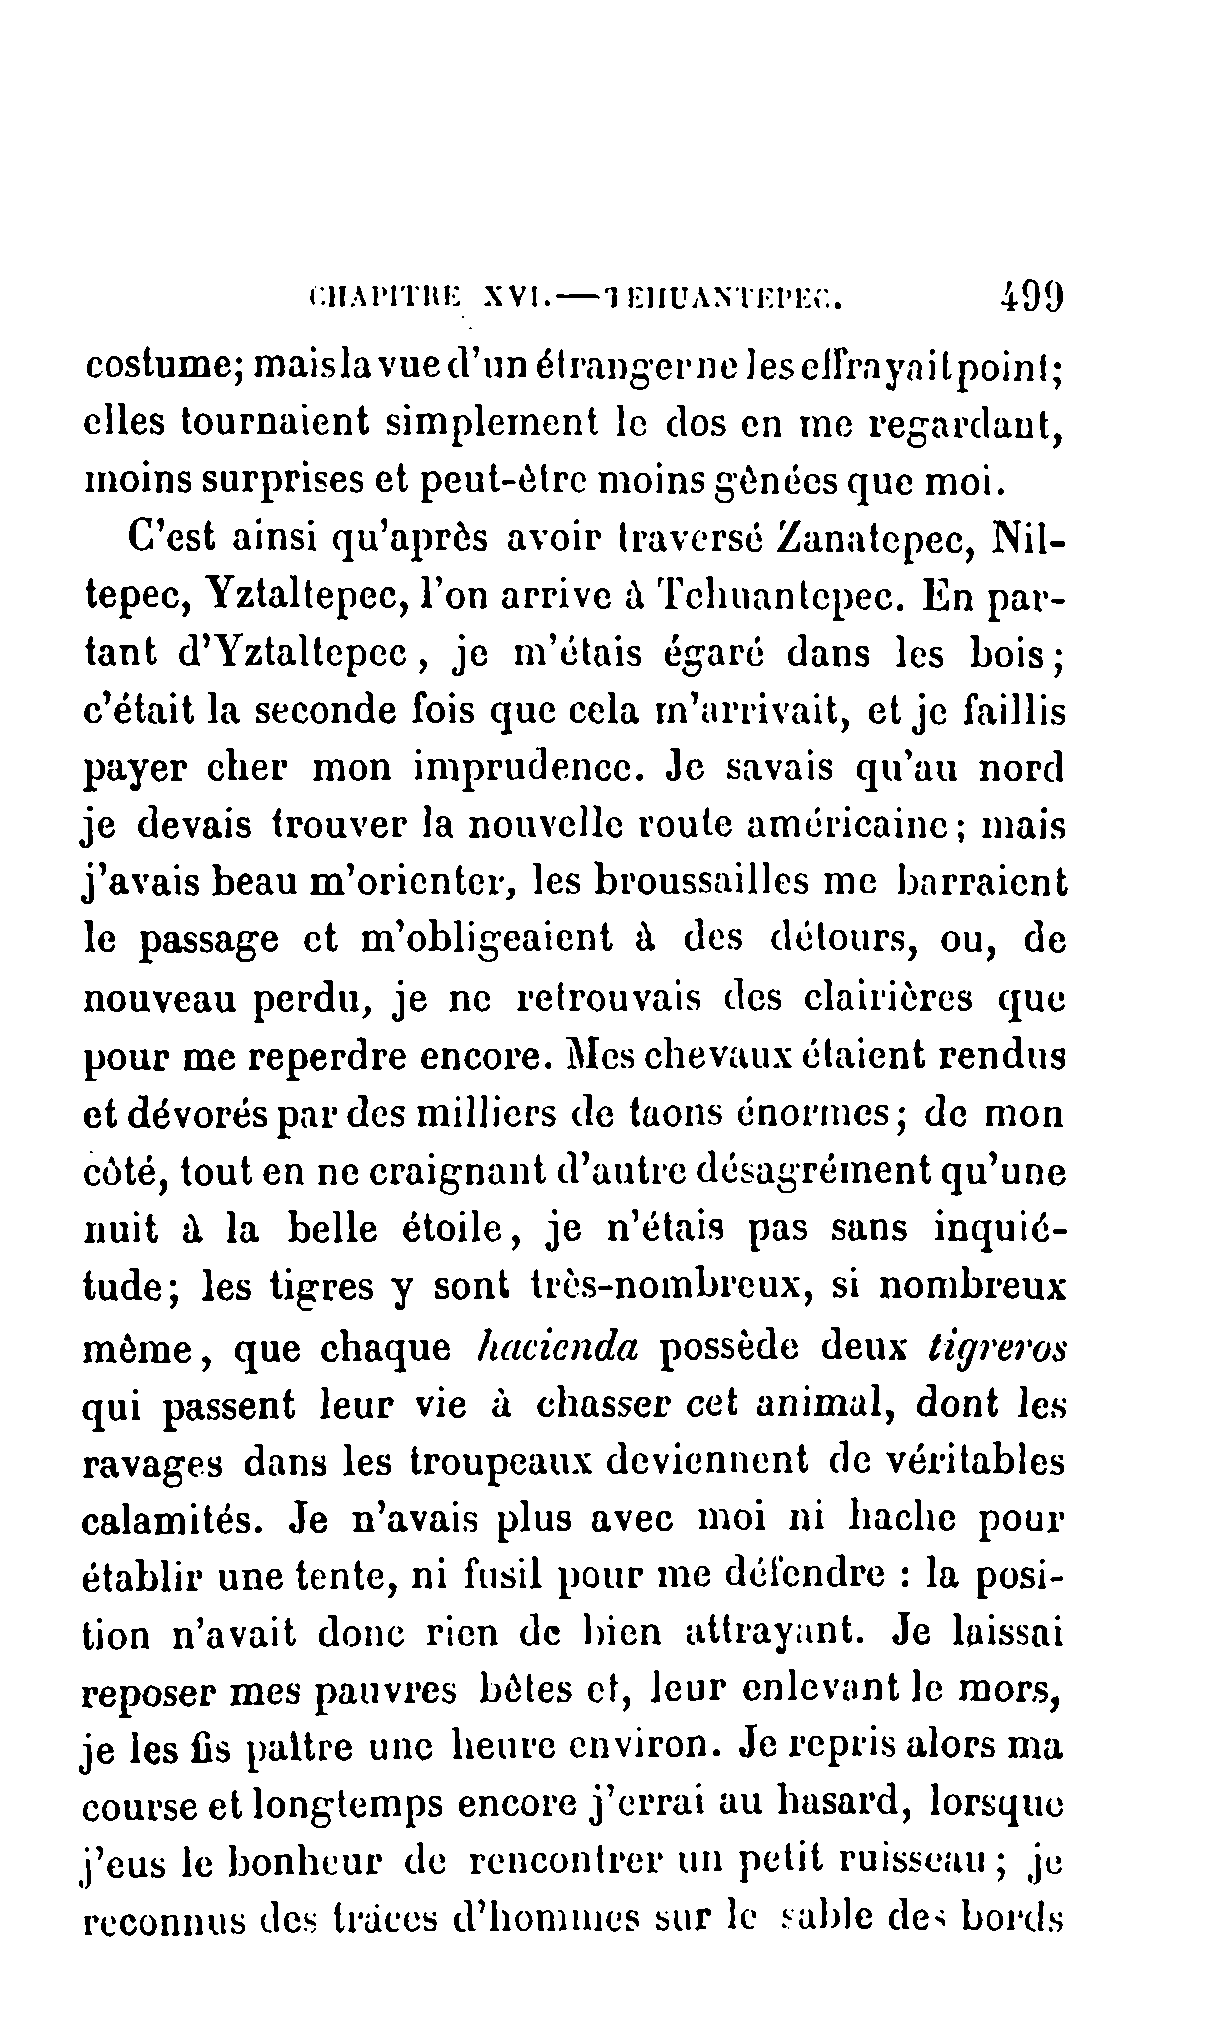 CHAPITRE XVI.—TEHUANTEPEC. 499
costume; mais la vue d'un étranger ne les effrayait point;
elles tournaient simplement le dos en me regardant,
moins surprises et peut-être moins gênées que moi.
C'est ainsi qu'après avoir traversé Zanatepec, Nil-
tepec, Yztaltepec, l'on arrive à Tehuantepec. En par-
tant d'Yztaltepec, je m'étais égaré dans les bois;
c'était la seconde fois que cela m'arrivait, et je faillis
payer cher mon imprudence. Je savais qu'au nord
je devais trouver la nouvelle route américaine; mais
j'avais beau m'orienter, les broussailles me barraient
le passage et m'obligeaient à des détours, ou, de
nouveau perdu, je ne retrouvais des clairières que
pour me reperdre encore. Mes chevaux étaient rendus
et dévorés par des milliers de taons énormes; de mon
côté, tout en ne craignant d'autre désagrément qu'une
nuit à la belle étoile, je n'étais pas sans inquié-
tude; les tigres y sont très-nombreux, si nombreux
même, que chaque hacienda possède deux tigreros
qui passent leur vie à chasser cet animal, dont les
ravages dans les troupeaux deviennent de véritables
calamités. Je n'avais plus avec moi ni hache pour
établir une tente, ni fusil pour me défendre : la posi-
tion n'avait donc rien de bien attrayant. Je laissai
reposer mes pauvres bêtes et, leur enlevant le mors,
je les fis paître une heure environ. Je repris alors ma
course et longtemps encore j'errai au hasard, lorsque
j'eus le bonheur de rencontrer un petit ruisseau; je
reconnus des traces d'hommes sur le sable des bords